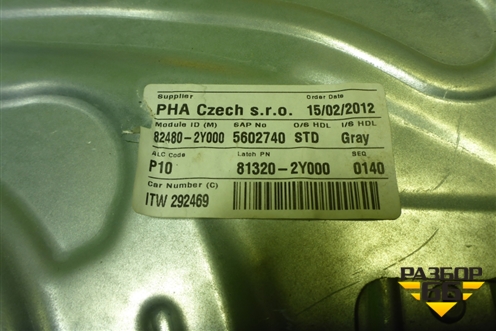 Supplier Order Date
PHA Czech s.r.o. 15/02/2012
Module ID (M) SAP No O/S HDL I/S HDL
82480-2Y000 5602740 STD Gray
ALC Code Latch PN SEQ
P10 81320-2Y000 0140
Car Number (C)
ITW 292469
РАЗБОР